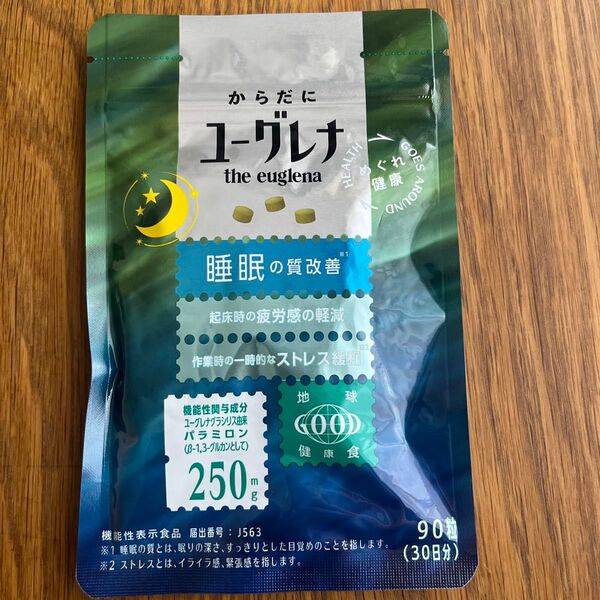 からだに
ユーグレナ
the euglena
HEALTH GOES AROUND
めぐれ
健康
睡眠の質改善※1
起床時の疲労感の軽減
作業時の一時的なストレス緩和
機能性関与成分
ユーグレナグラシリス由来
パラミロン
(β-1,3-グルカンとして)
250mg
地球
GOOD
健康食
機能性表示食品 届出番号:J563
※1 睡眠の質とは、眠りの深さ、すっきりとした目覚めのことを指します。
※2 ストレスとは、イライラ感、緊張感を指します。
90粒
(30日分)